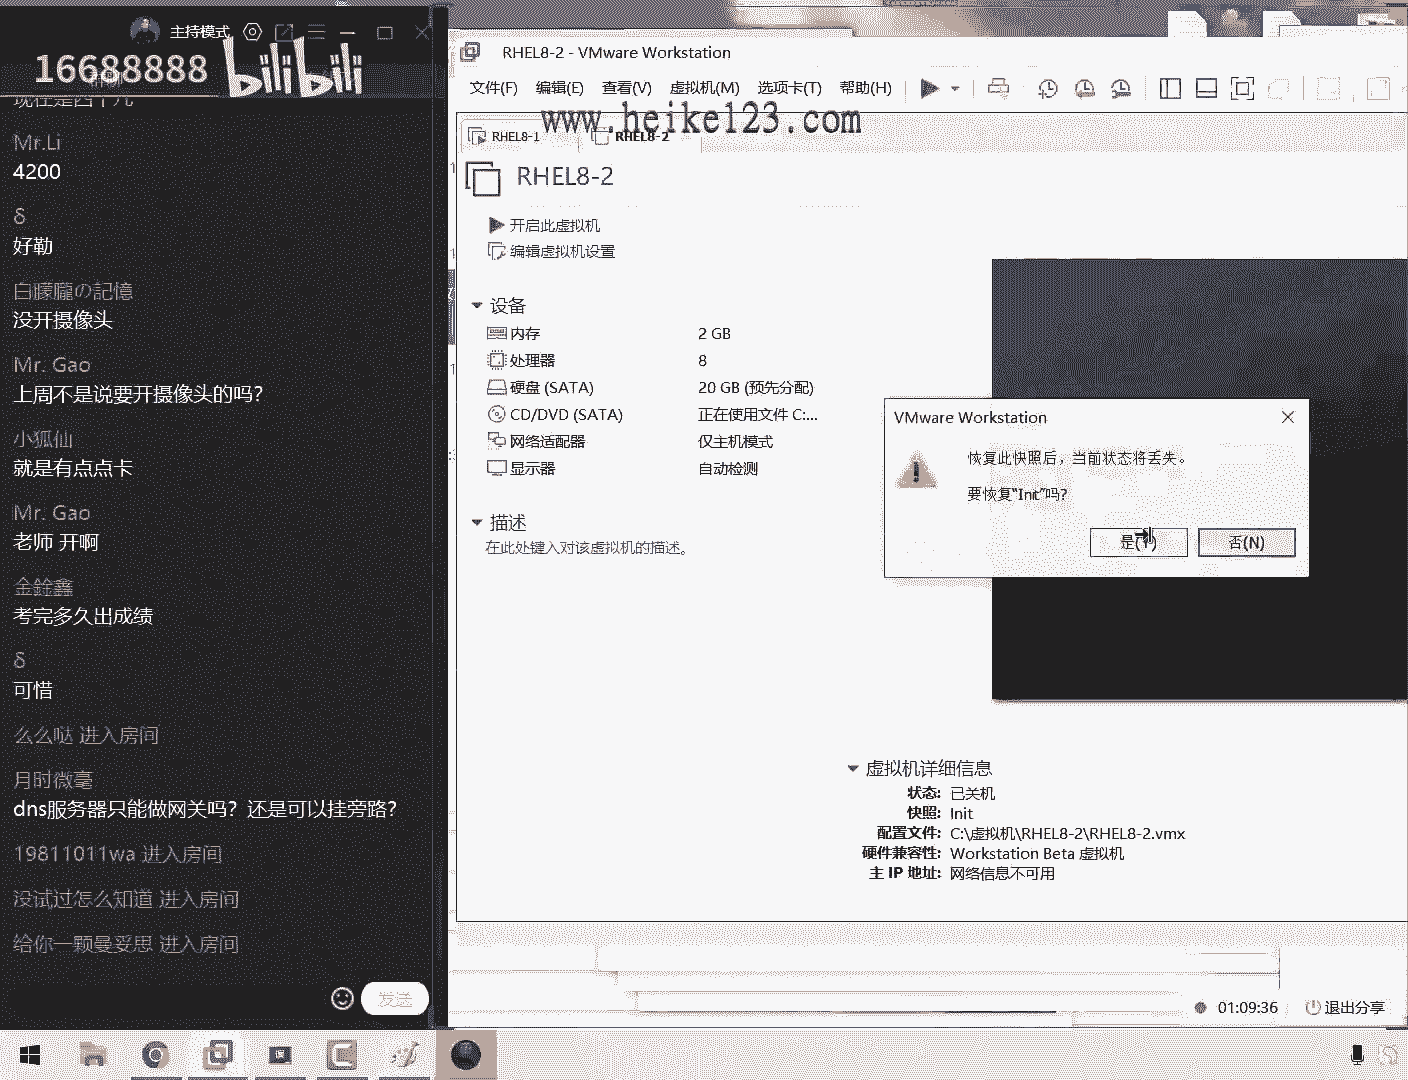 主持模式
16688888
bilibili
Mr.Li
4200
δ
好勒
白朦朧の記憶
没开摄像头
Mr. Gao
上周不是说要开摄像头的吗?
小狐仙
就是有点点卡
Mr. Gao
老师 开啊
金銓鑫
考完多久出成绩
δ
可惜
么么哒 进入房间
月时微毫
dns服务器只能做网关吗？还是可以挂旁路?
19811011wa 进入房间
没试过怎么知道 进入房间
给你一颗曼妥思 进入房间
发送
RHEL8-2 - VMware Workstation
文件(F) 编辑(E) 查看(V) 虚拟机(M) 选项卡(T) 帮助(H)
www.heike123.com
RHEL8-1
RHEL8-2
RHEL8-2
开启此虚拟机
编辑虚拟机设置
设备
内存 2 GB
处理器 8
硬盘 (SATA) 20 GB (预先分配)
CD/DVD (SATA) 正在使用文件 C:...
网络适配器 仅主机模式
显示器 自动检测
描述
在此处键入对该虚拟机的描述。
VMware Workstation
恢复此快照后，当前状态将丢失。
要恢复“Init”吗?
是(Y) 否(N)
虚拟机详细信息
状态: 已关机
快照: Init
配置文件: C:\虚拟机\RHEL8-2\RHEL8-2.vmx
硬件兼容性: Workstation Beta 虚拟机
主 IP 地址: 网络信息不可用
01:09:36 退出分享